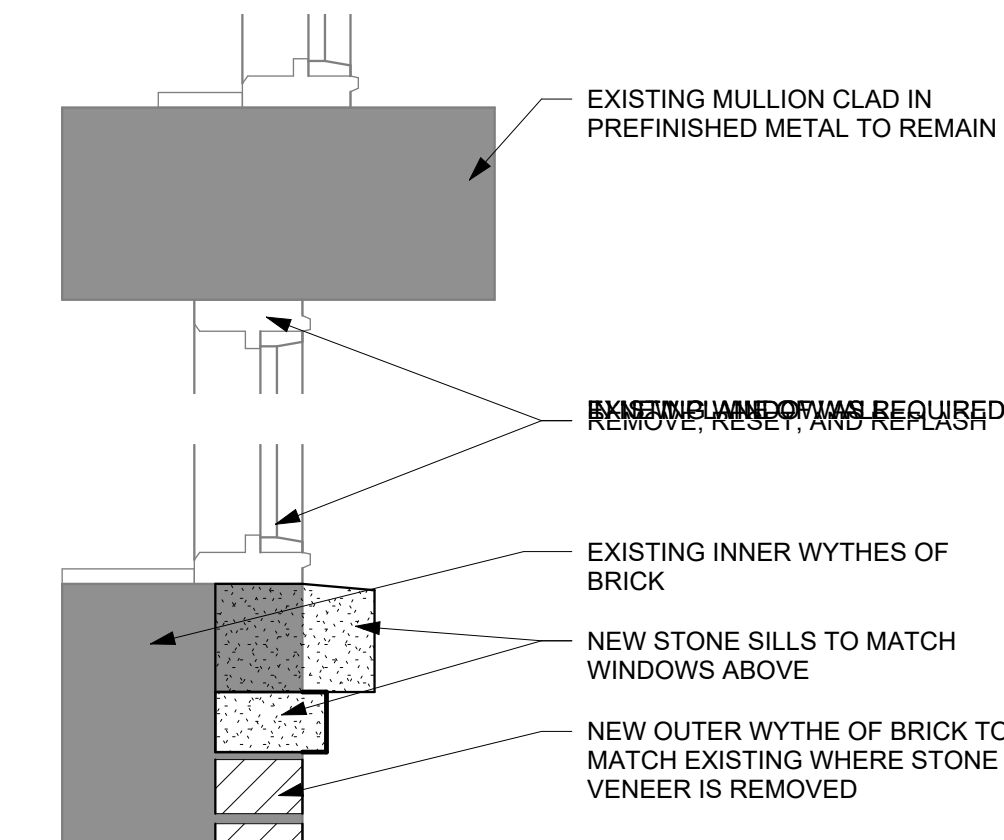 EXISTING MULLION CLAD IN
PREFINISHED METAL TO REMAIN
REMOVE, RESET, AND REFLASH
EXISTING INNER WYTHES OF
BRICK
NEW STONE SILLS TO MATCH
WINDOWS ABOVE
NEW OUTER WYTHE OF BRICK TO
MATCH EXISTING WHERE STONE
VENEER IS REMOVED